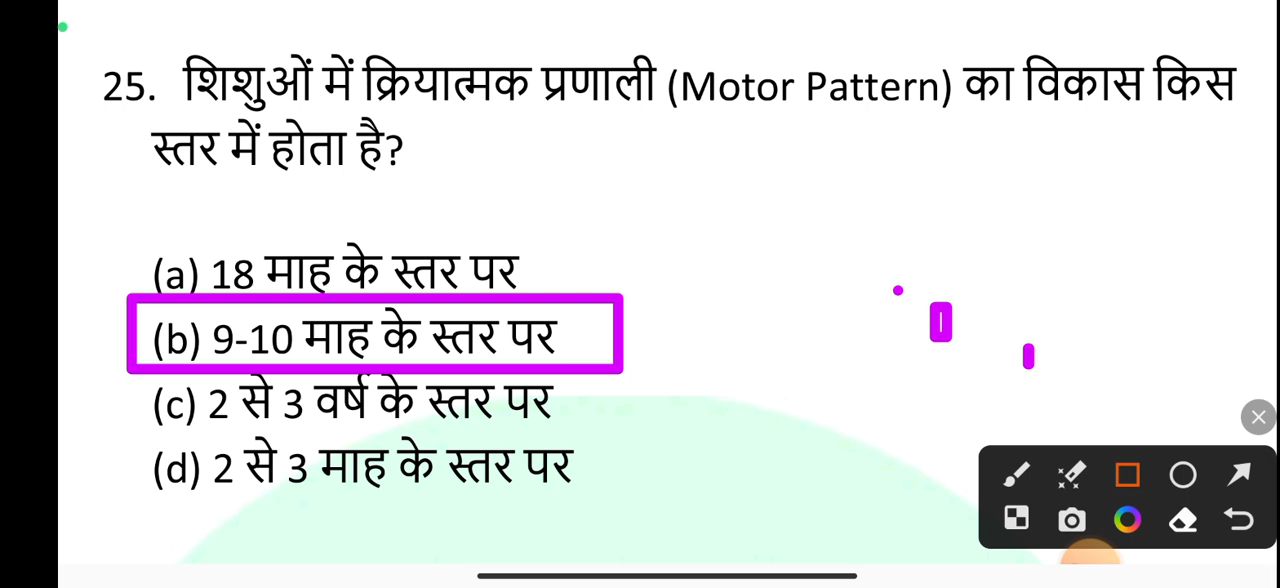 25. शिशुओं में क्रियात्मक प्रणाली (Motor Pattern) का विकास किस
स्तर में होता है?
(a) 18 माह के स्तर पर
(b) 9-10 माह के स्तर पर
(c) 2 से 3 वर्ष के स्तर पर
(d) 2 से 3 माह के स्तर पर